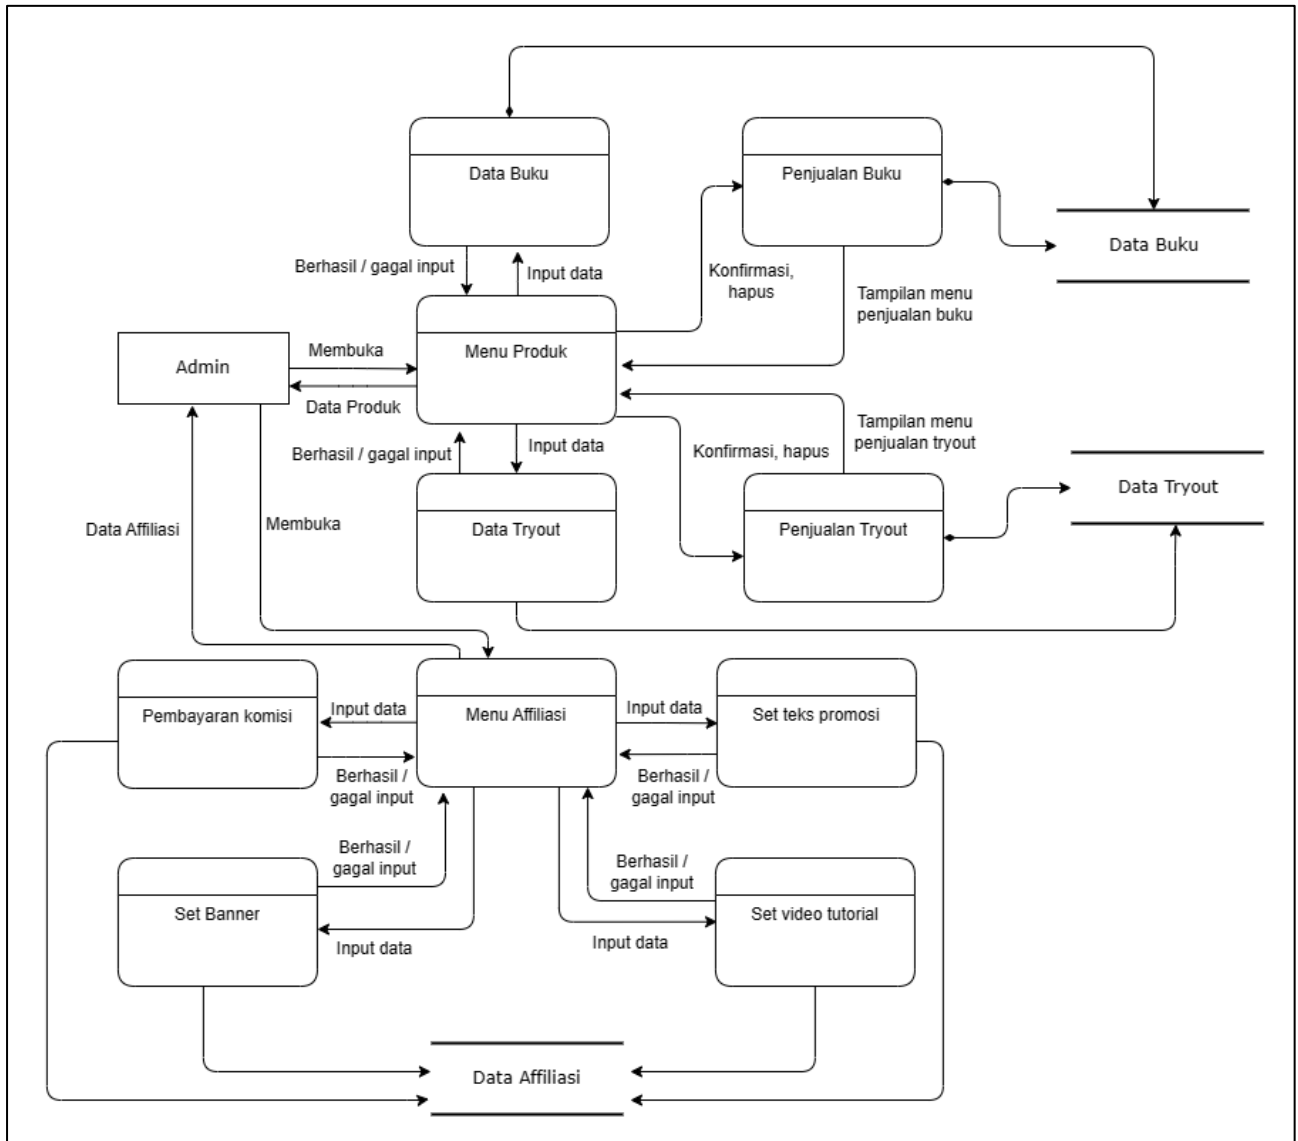 Data Buku
Penjualan Buku
Data Buku
Berhasil / gagal input
Input data
Konfirmasi,
hapus
Tampilan menu
penjualan buku
Admin
Membuka
Menu Produk
Data Produk
Berhasil / gagal input
Input data
Konfirmasi, hapus
Tampilan menu
penjualan tryout
Data Tryout
Data Affiliasi
Membuka
Data Tryout
Penjualan Tryout
Pembayaran komisi
Input data
Menu Affiliasi
Input data
Set teks promosi
Berhasil /
gagal input
Berhasil /
gagal input
Berhasil /
gagal input
Berhasil /
gagal input
Set Banner
Input data
Input data
Set video tutorial
Data Affiliasi